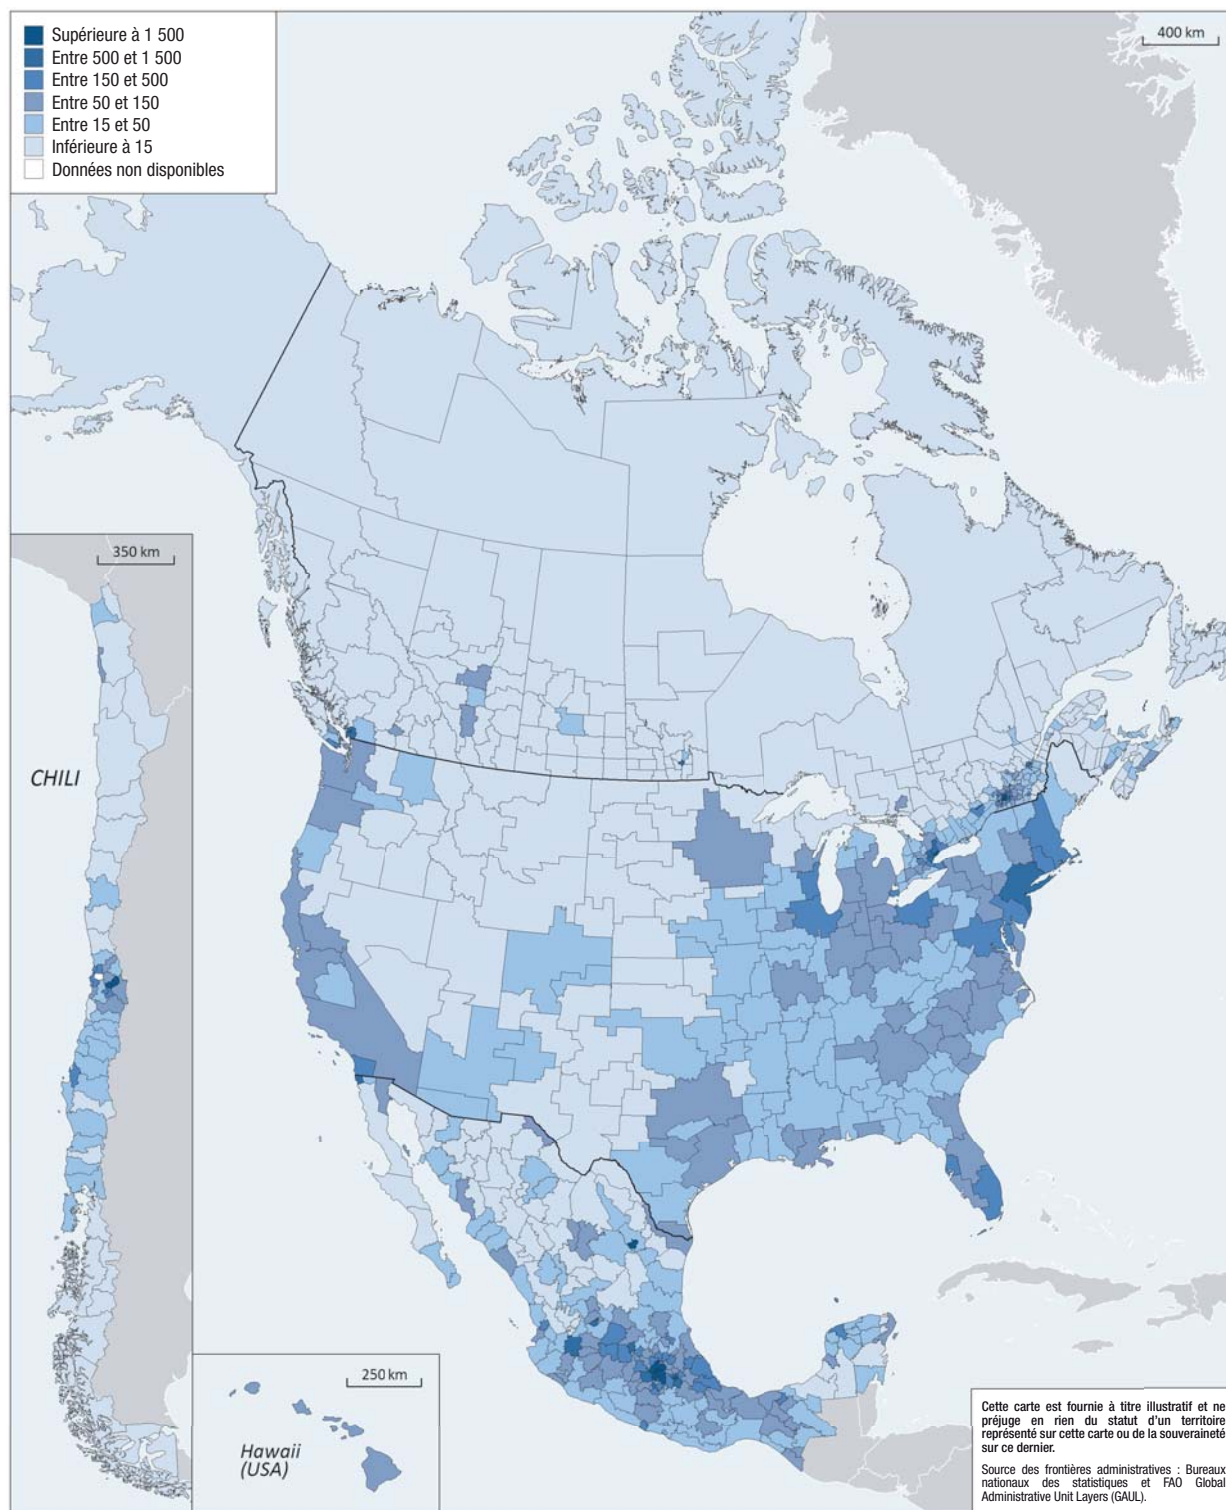 Supérieure à 1 500
Entre 500 et 1 500
Entre 150 et 500
Entre 50 et 150
Entre 15 et 50
Inférieure à 15
Données non disponibles
400 km
350 km
CHILI
250 km
Hawaii
(USA)
Cette carte est fournie à titre illustratif et ne
préjuge en rien du statut d'un territoire
représenté sur cette carte ou de la souveraineté
sur ce dernier.
Source des frontières administratives : Bureaux
nationaux des statistiques et FAO Global
Administrative Unit Layers (GAUL).